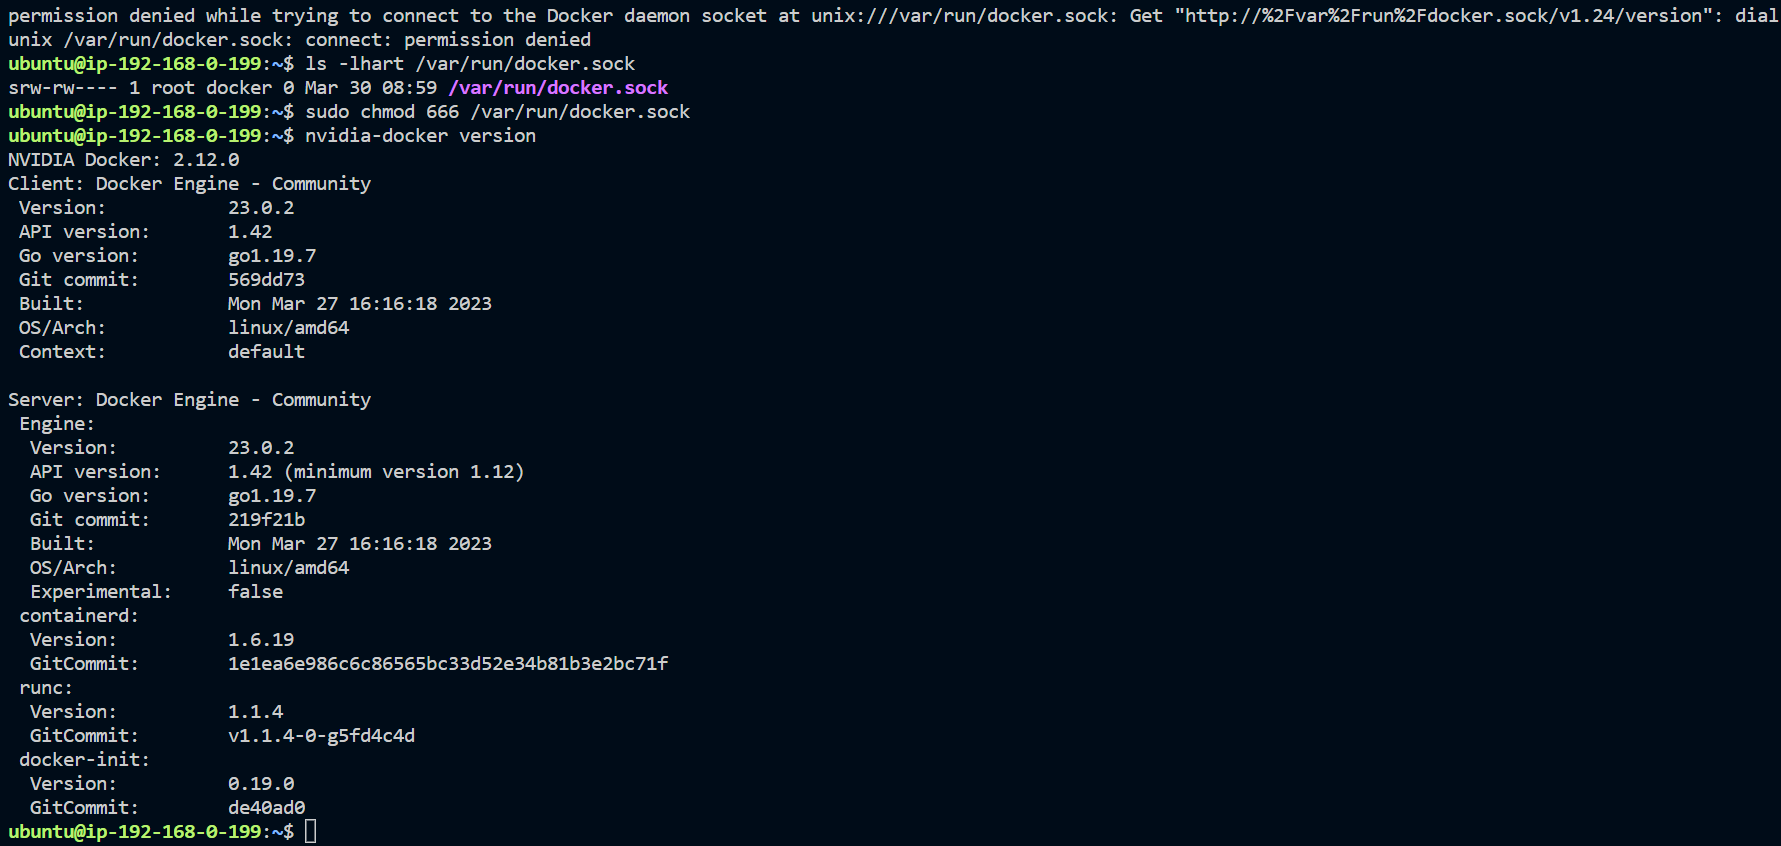 permission denied while trying to connect to the Docker daemon socket at unix:///var/run/docker.sock: Get "http://%2Fvar%2Frun%2Fdocker.sock/v1.24/version": dial
unix /var/run/docker.sock: connect: permission denied
ubuntu@ip-192-168-0-199:~$ ls -lhart /var/run/docker.sock
srw-rw---- 1 root docker 0 Mar 30 08:59 /var/run/docker.sock
ubuntu@ip-192-168-0-199:~$ sudo chmod 666 /var/run/docker.sock
ubuntu@ip-192-168-0-199:~$ nvidia-docker version
NVIDIA Docker: 2.12.0
Client: Docker Engine - Community
 Version:           23.0.2
 API version:       1.42
 Go version:        go1.19.7
 Git commit:        569dd73
 Built:             Mon Mar 27 16:16:18 2023
 OS/Arch:           linux/amd64
 Context:           default

Server: Docker Engine - Community
 Engine:
  Version:          23.0.2
  API version:      1.42 (minimum version 1.12)
  Go version:       go1.19.7
  Git commit:       219f21b
  Built:            Mon Mar 27 16:16:18 2023
  OS/Arch:          linux/amd64
  Experimental:     false
 containerd:
  Version:          1.6.19
  GitCommit:        1e1ea6e986c6c86565bc33d52e34b81b3e2bc71f
 runc:
  Version:          1.1.4
  GitCommit:        v1.1.4-0-g5fd4c4d
 docker-init:
  Version:          0.19.0
  GitCommit:        de40ad0
ubuntu@ip-192-168-0-199:~$